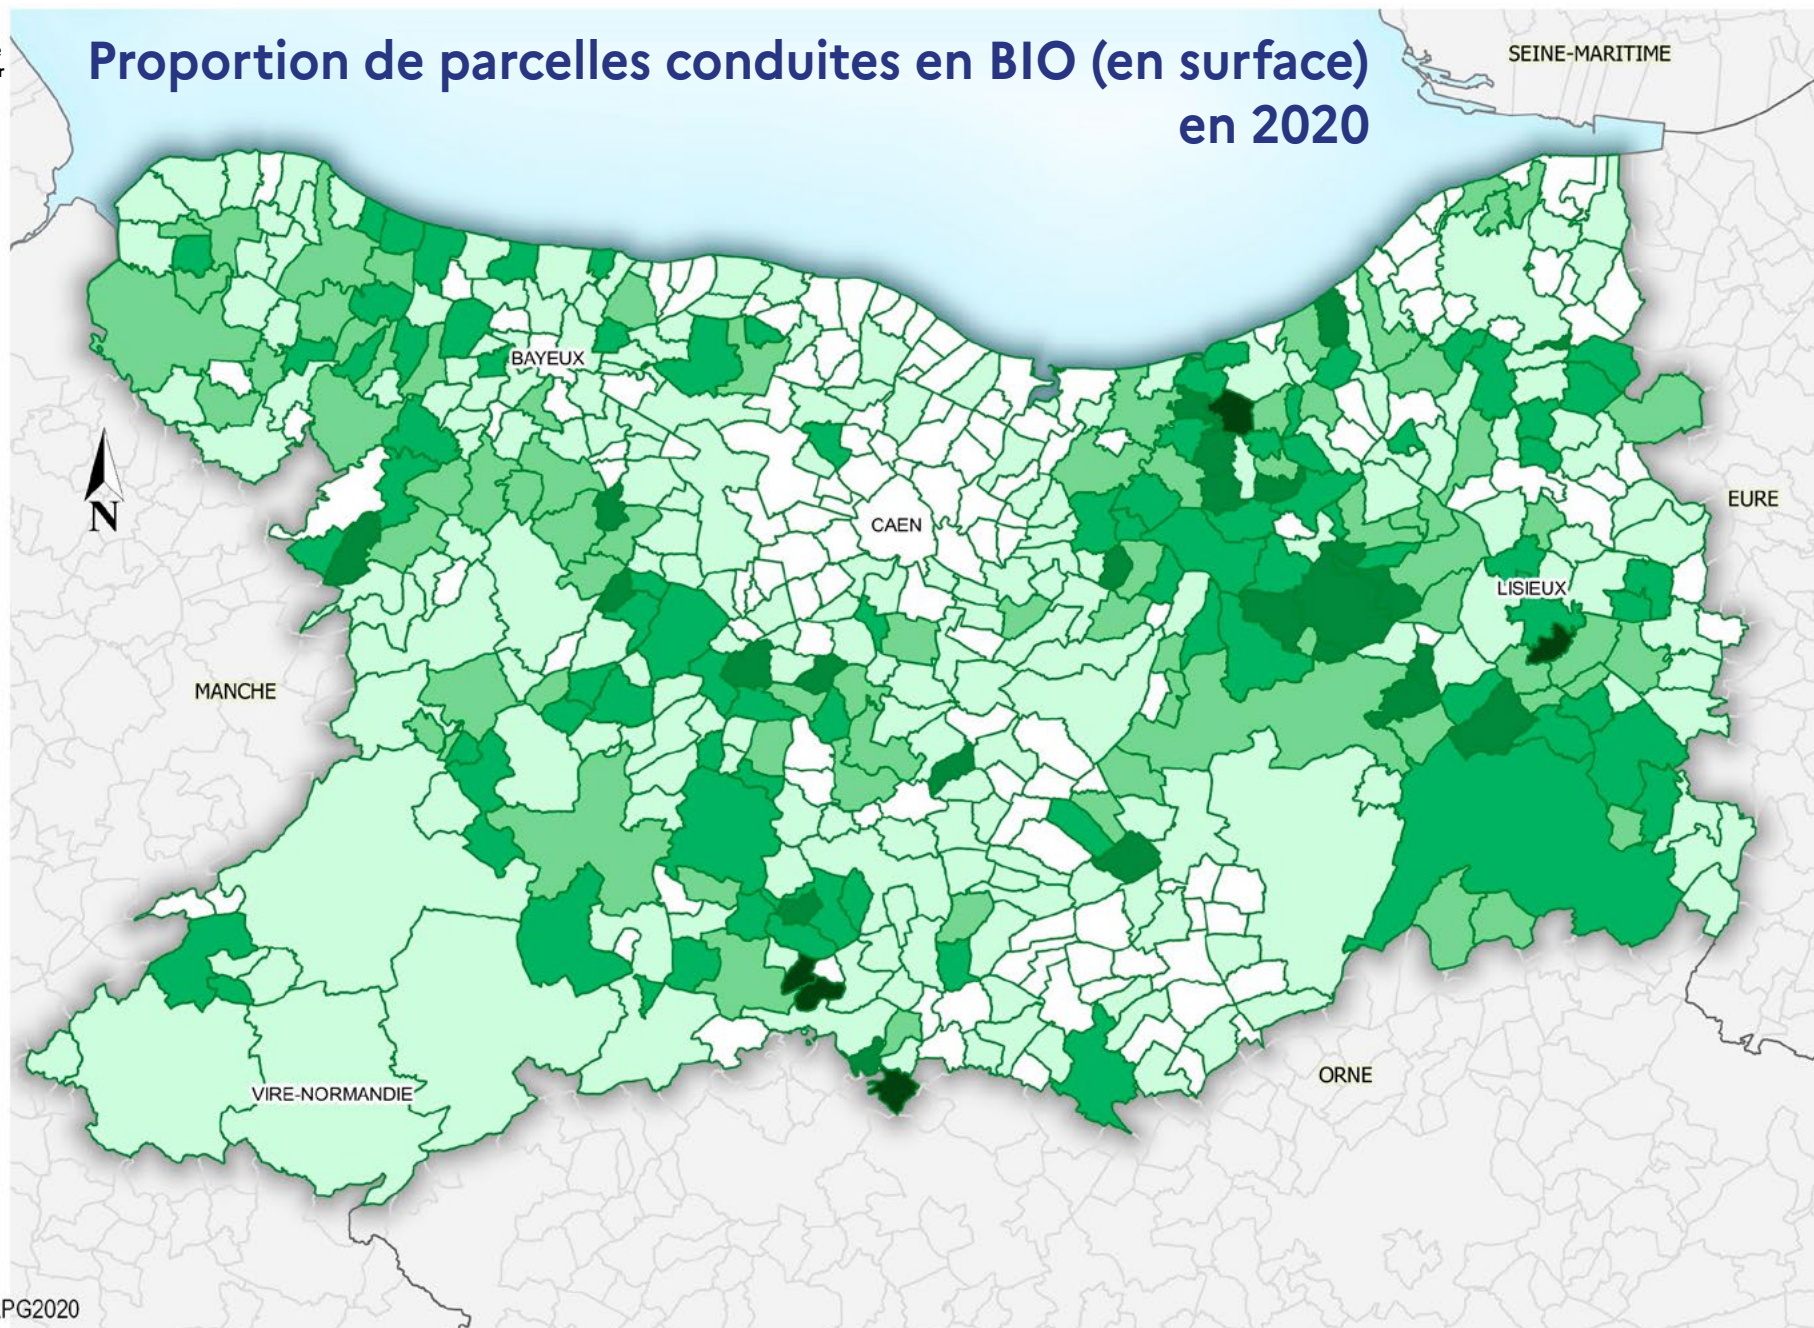 Proportion de parcelles conduites en BIO (en surface)
en 2020
SEINE-MARITIME
BAYEUX
N
CAEN
EURE
LISIEUX
MANCHE
ORNE
VIRE-NORMANDIE
PG2020